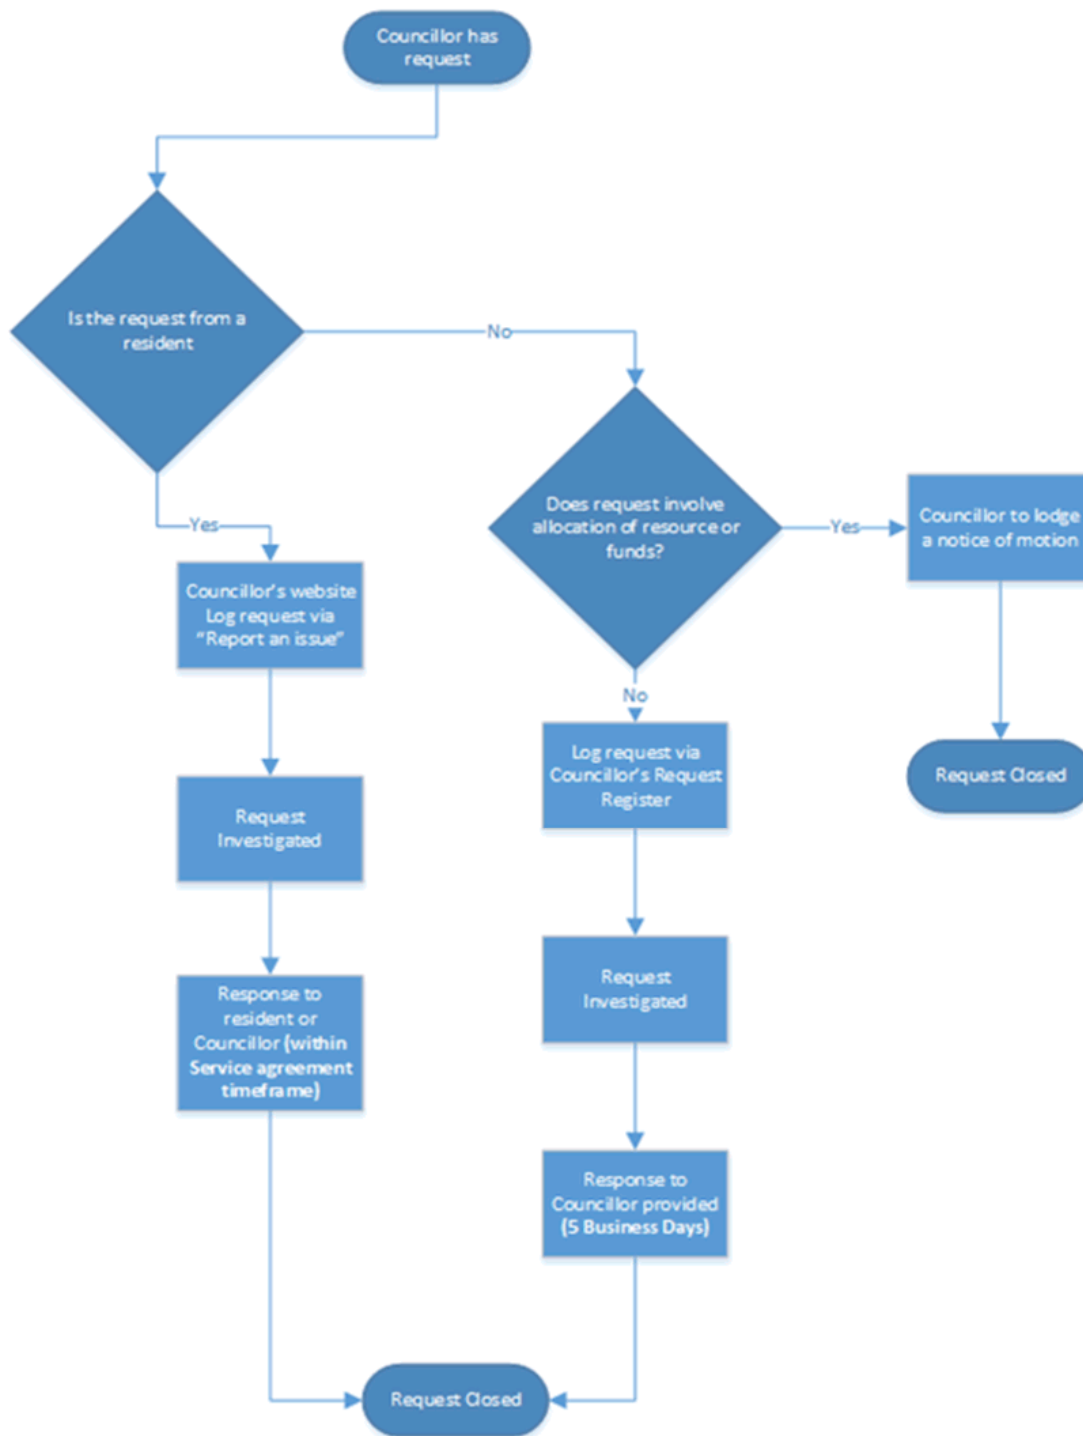 Councillor has
request
Is the request from a
resident
No
Does request involve
allocation of resource or
funds?
Yes
Councillor to lodge
a notice of motion
Yes
Councillor's website
Log request via
“Report an issue”
No
Log request via
Councillor's Request
Register
Request Closed
Request
Investigated
Request
Investigated
Response to
resident or
Councillor (within
Service agreement
timeframe)
Response to
Councillor provided
(5 Business Days)
Request Closed